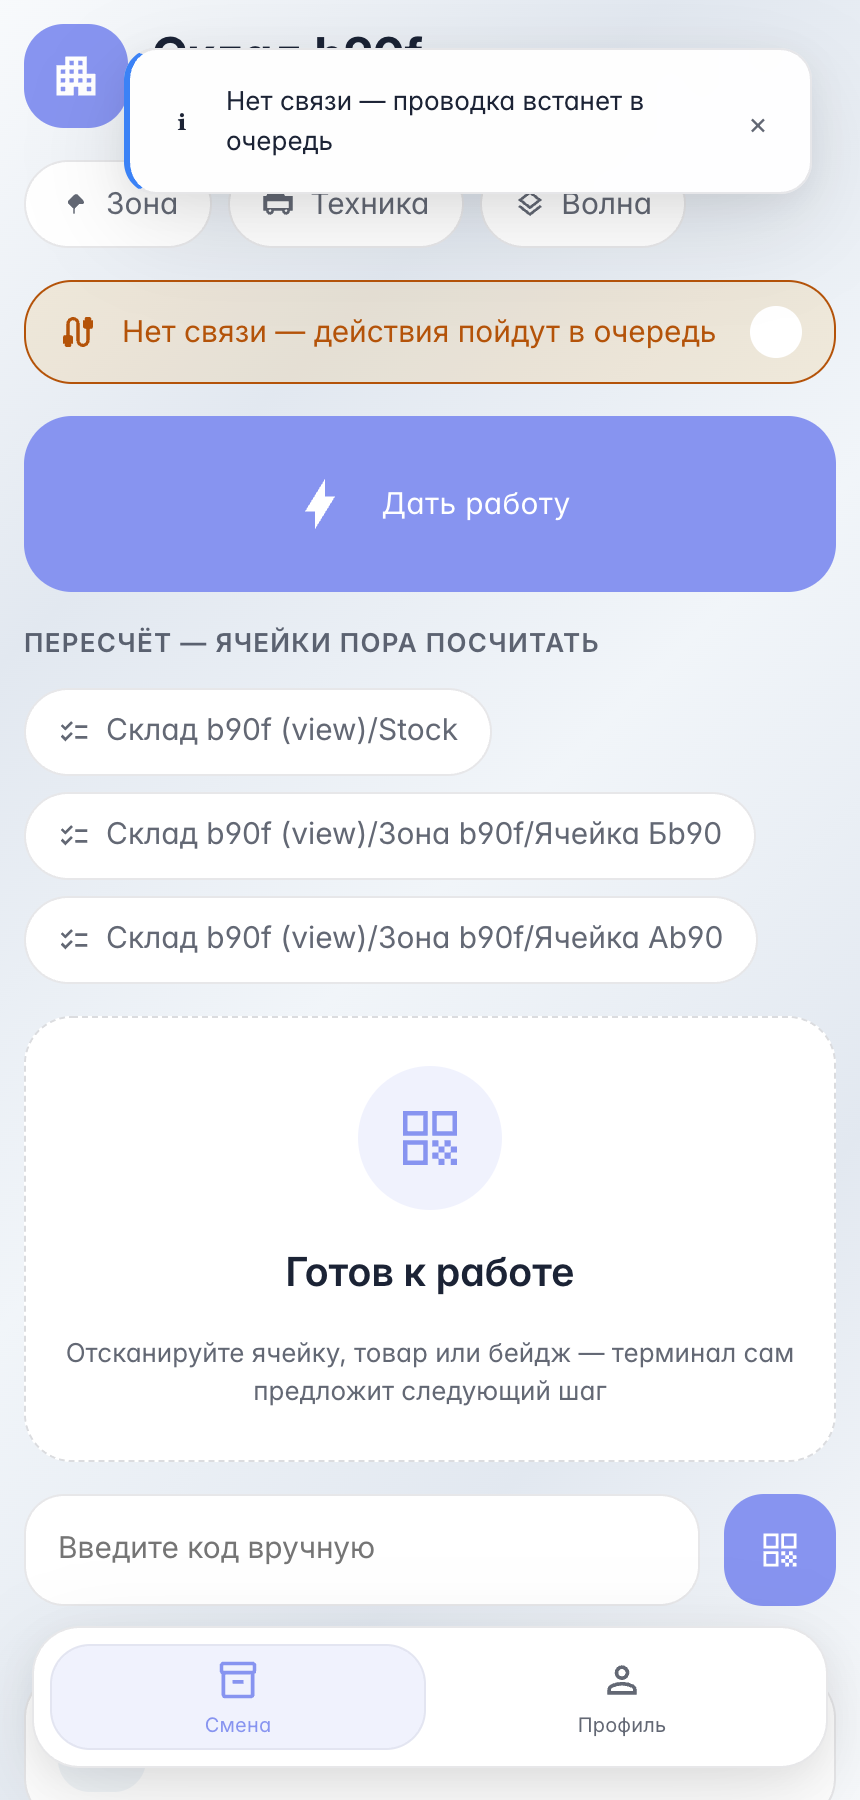 Склад b90f
Нет связи — проводка встанет в
очередь
Зона
Техника
Волна
Нет связи — действия пойдут в очередь
Дать работу
ПЕРЕСЧЁТ — ЯЧЕЙКИ ПОРА ПОСЧИТАТЬ
Склад b90f (view)/Stock
Склад b90f (view)/Зона b90f/Ячейка Бb90
Склад b90f (view)/Зона b90f/Ячейка Ab90
Готов к работе
Отсканируйте ячейку, товар или бейдж — терминал сам
предложит следующий шаг
Введите код вручную
Смена
Профиль